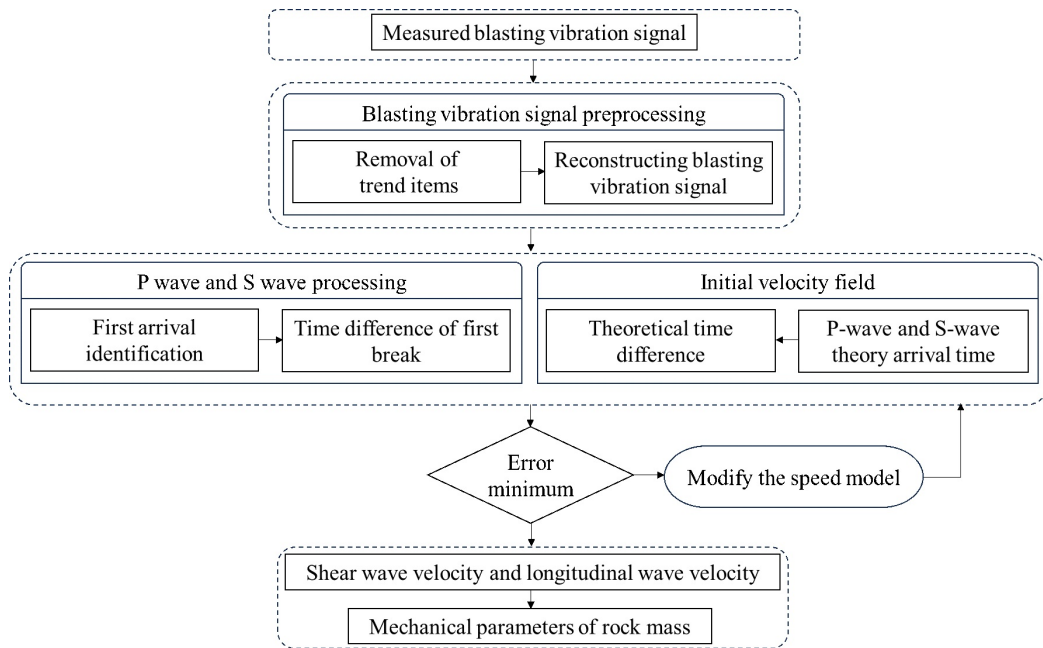 Measured blasting vibration signal
Blasting vibration signal preprocessing
Removal of
trend items
Reconstructing blasting
vibration signal
P wave and S wave processing
First arrival
identification
Time difference of first
break
Initial velocity field
Theoretical time
difference
P-wave and S-wave
theory arrival time
Error
minimum
Modify the speed model
Shear wave velocity and longitudinal wave velocity
Mechanical parameters of rock mass